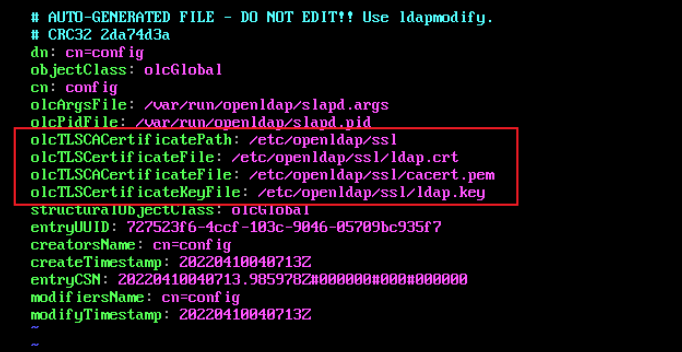 # AUTO-GENERATED FILE - DO NOT EDIT!! Use ldapmodify.
# CRC32 2da74d3a
dn: cn=config
objectClass: olcGlobal
cn: config
olcArgsFile: /var/run/openldap/slapd.args
olcPidFile: /var/run/openldap/slapd.pid
olcTLSCACertificatePath: /etc/openldap/ssl
olcTLSCertificateFile: /etc/openldap/ssl/ldap.crt
olcTLSCACertificateFile: /etc/openldap/ssl/cacert.pem
olcTLSCertificateKeyFile: /etc/openldap/ssl/ldap.key
structuralObjectClass: olcGlobal
entryUUID: 727523f6-4ccf-103c-9046-05709bc935f7
creatorsName: cn=config
createTimestamp: 20220410040713Z
entryCSN: 20220410040713.985978Z#000000#000#000000
modifiersName: cn=config
modifyTimestamp: 20220410040713Z
~
~